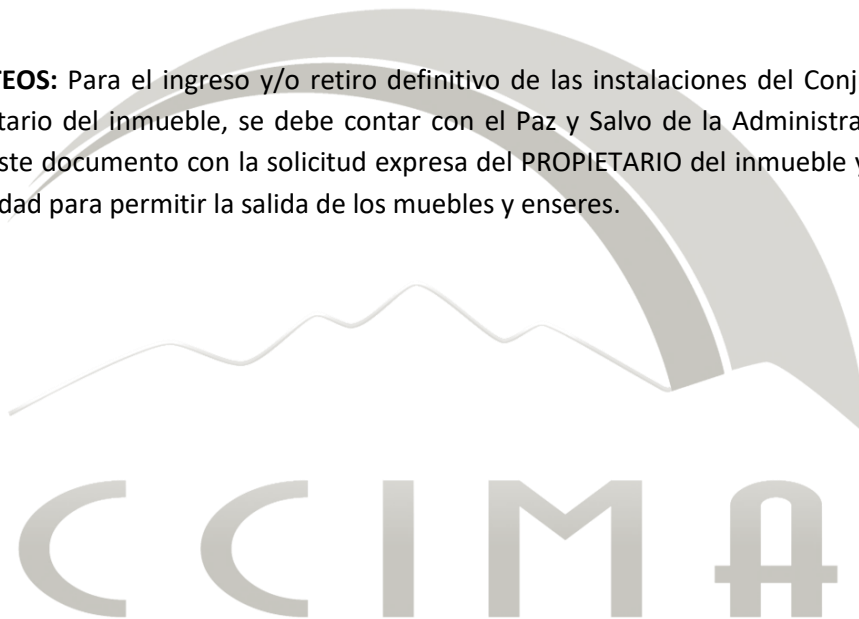 TEOS: Para el ingreso y/o retiro definitivo de las instalaciones del Conj
tario del inmueble, se debe contar con el Paz y Salvo de la Administra
ste documento con la solicitud expresa del PROPIETARIO del inmueble y
dad para permitir la salida de los muebles y enseres.
CCIMA